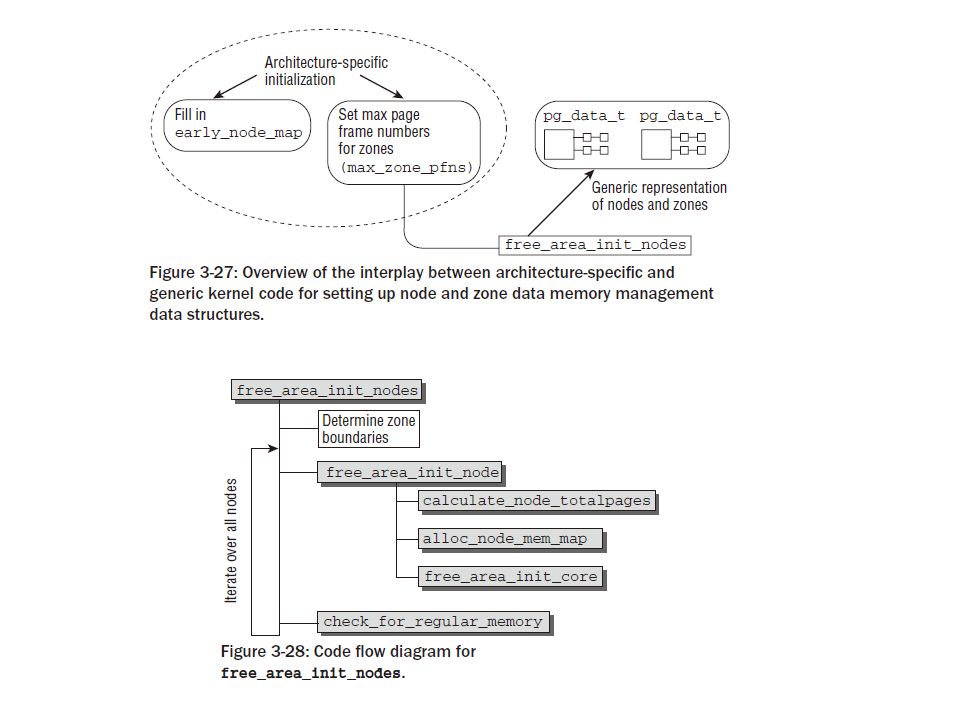 Architecture-specific
initialization
Fill in
early_node_map
Set max page
frame numbers
for zones
(max_zone_pfns)
pg_data_t pg_data_t
Generic representation
of nodes and zones
free_area_init_nodes
Figure 3-27: Overview of the interplay between architecture-specific and
generic kernel code for setting up node and zone data memory management
data structures.
free_area_init_nodes
Determine zone
boundaries
Iterate over all nodes
free_area_init_node
calculate_node_totalpages
alloc_node_mem_map
free_area_init_core
check_for_regular_memory
Figure 3-28: Code flow diagram for
free_area_init_nodes.